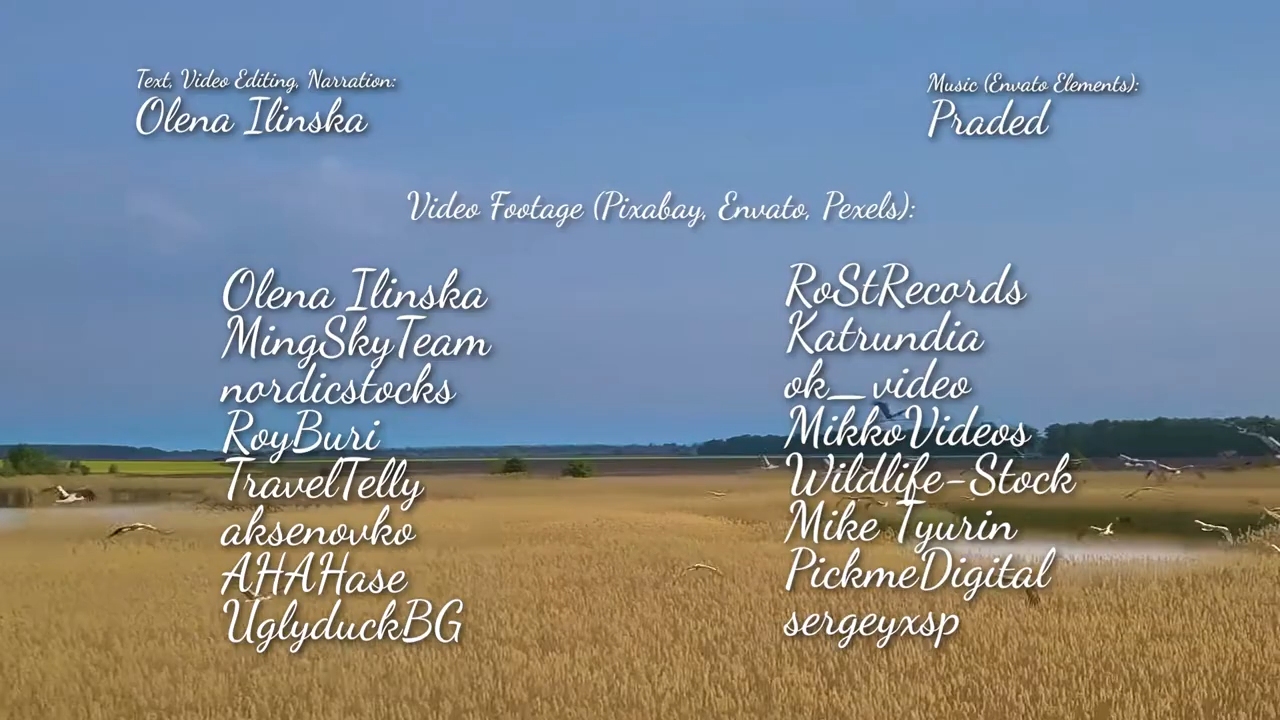 Text, Video Editing, Narration:
Olena Ilinska
Music (Envato Elements):
Praded
Video Footage (Pixabay, Envato, Pexels):
Olena Ilinska
MingSkyTeam
nordicstocks
RoyBuri
TravelTelly
aksenovko
AHAHase
UglyduckBG
RoStRecords
Katrundia
ok_video
MikkoVideos
Wildlife-Stock
Mike Tyurin
PickmeDigital
sergeyxsp